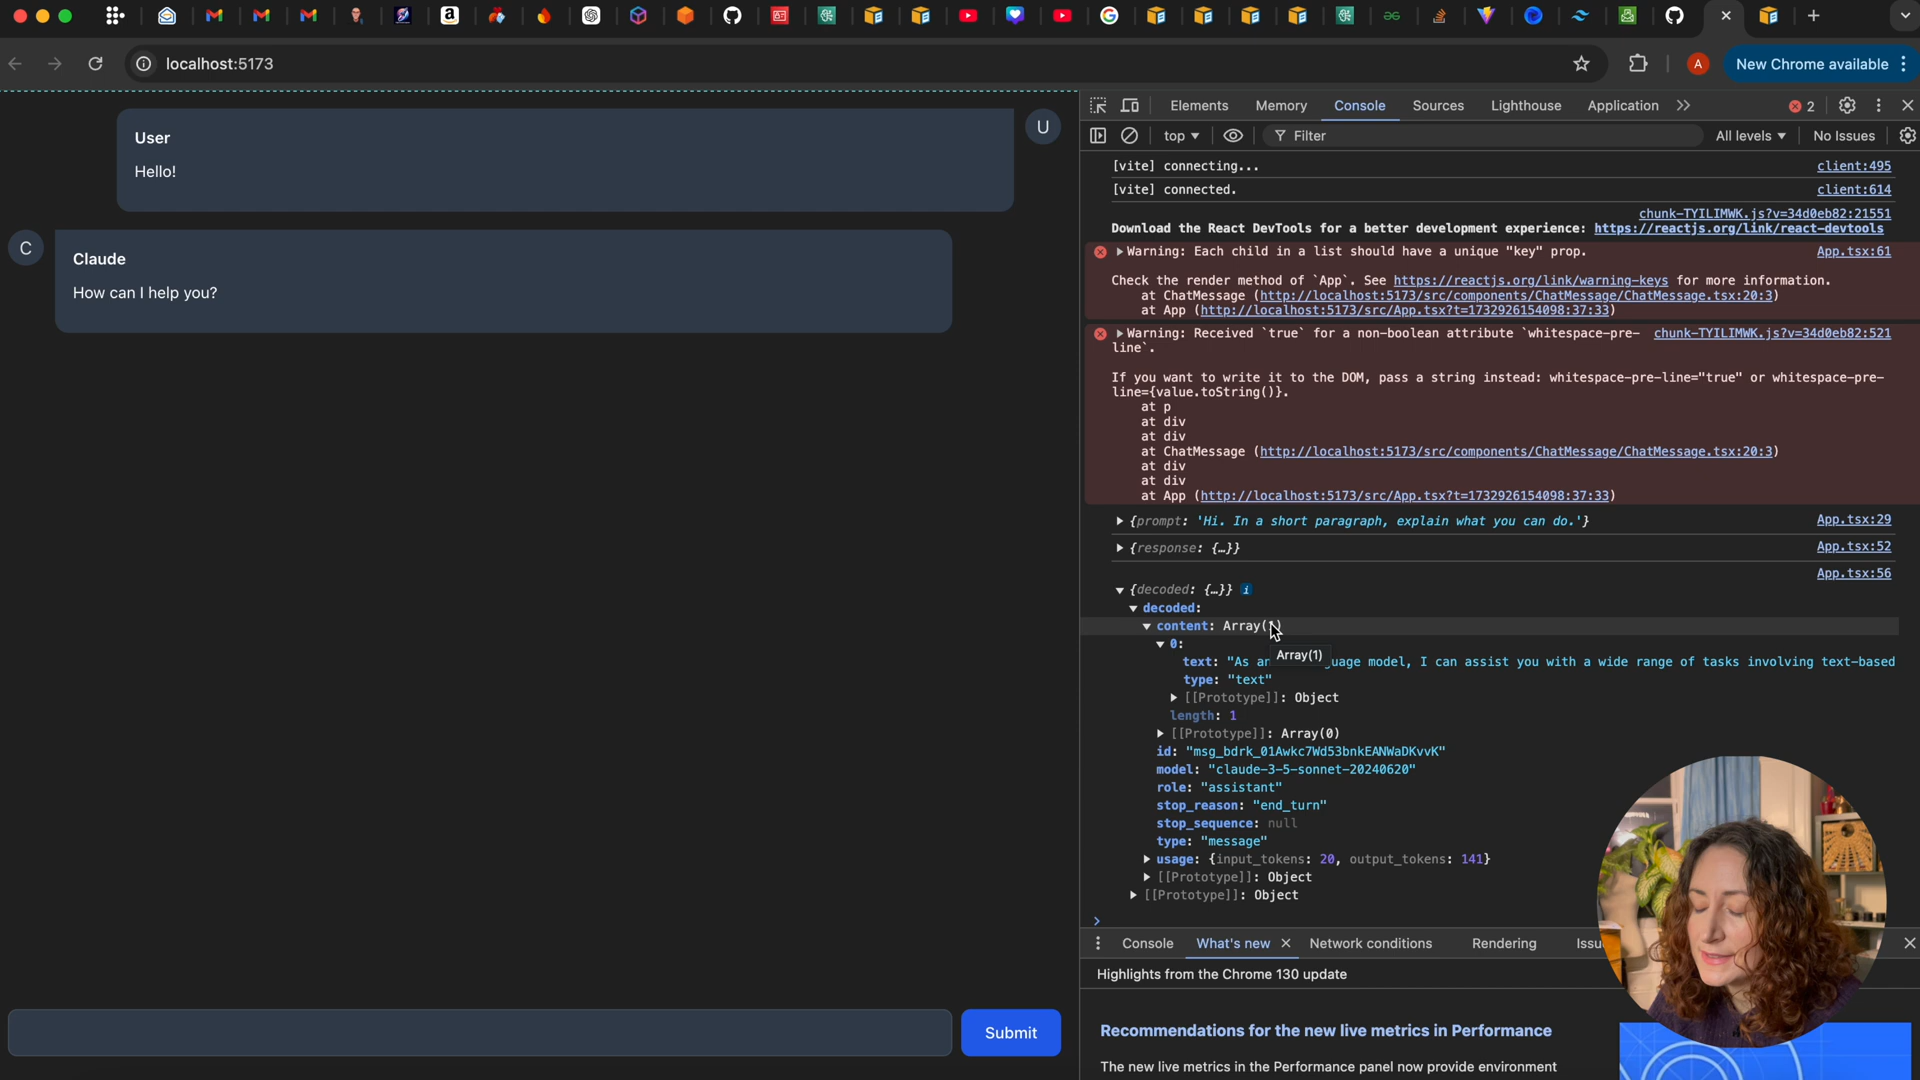 localhost:5173
A
New Chrome available
Elements
Memory
Console
Sources
Lighthouse
Application
2
top
Filter
All levels
No Issues
User
Hello!
U
C
Claude
How can I help you?
Submit
[vite] connecting...
client:495
[vite] connected.
client:614
chunk-TYILIMWK.js?v=34d0eb82:21551
Download the React DevTools for a better development experience: https://reactjs.org/link/react-devtools
Warning: Each child in a list should have a unique "key" prop.
App.tsx:61
Check the render method of `App`. See https://reactjs.org/link/warning-keys for more information.
at ChatMessage (http://localhost:5173/src/components/ChatMessage/ChatMessage.tsx:20:3)
at App (http://localhost:5173/src/App.tsx?t=1732926154098:37:33)
Warning: Received `true` for a non-boolean attribute `whitespace-pre-
chunk-TYILIMWK.js?v=34d0eb82:521
line`.
If you want to write it to the DOM, pass a string instead: whitespace-pre-line="true" or whitespace-pre-
line={value.toString()}.
at p
at div
at div
at ChatMessage (http://localhost:5173/src/components/ChatMessage/ChatMessage.tsx:20:3)
at div
at div
at App (http://localhost:5173/src/App.tsx?t=1732926154098:37:33)
{prompt: 'Hi. In a short paragraph, explain what you can do.'}
App.tsx:29
{response: {…}}
App.tsx:52
App.tsx:56
{decoded: {…}} i
decoded:
content: Array(1)
0:
Array(1)
text: "As an language model, I can assist you with a wide range of tasks involving text-based
type: "text"
[[Prototype]]: Object
length: 1
[[Prototype]]: Array(0)
id: "msg_bdrk_01Awkc7Wd53bnkEANWaDKvvK"
model: "claude-3-5-sonnet-20240620"
role: "assistant"
stop_reason: "end_turn"
stop_sequence: null
type: "message"
usage: {input_tokens: 20, output_tokens: 141}
[[Prototype]]: Object
[[Prototype]]: Object
Console
What's new
Network conditions
Rendering
Highlights from the Chrome 130 update
Recommendations for the new live metrics in Performance
The new live metrics in the Performance panel now provide environment